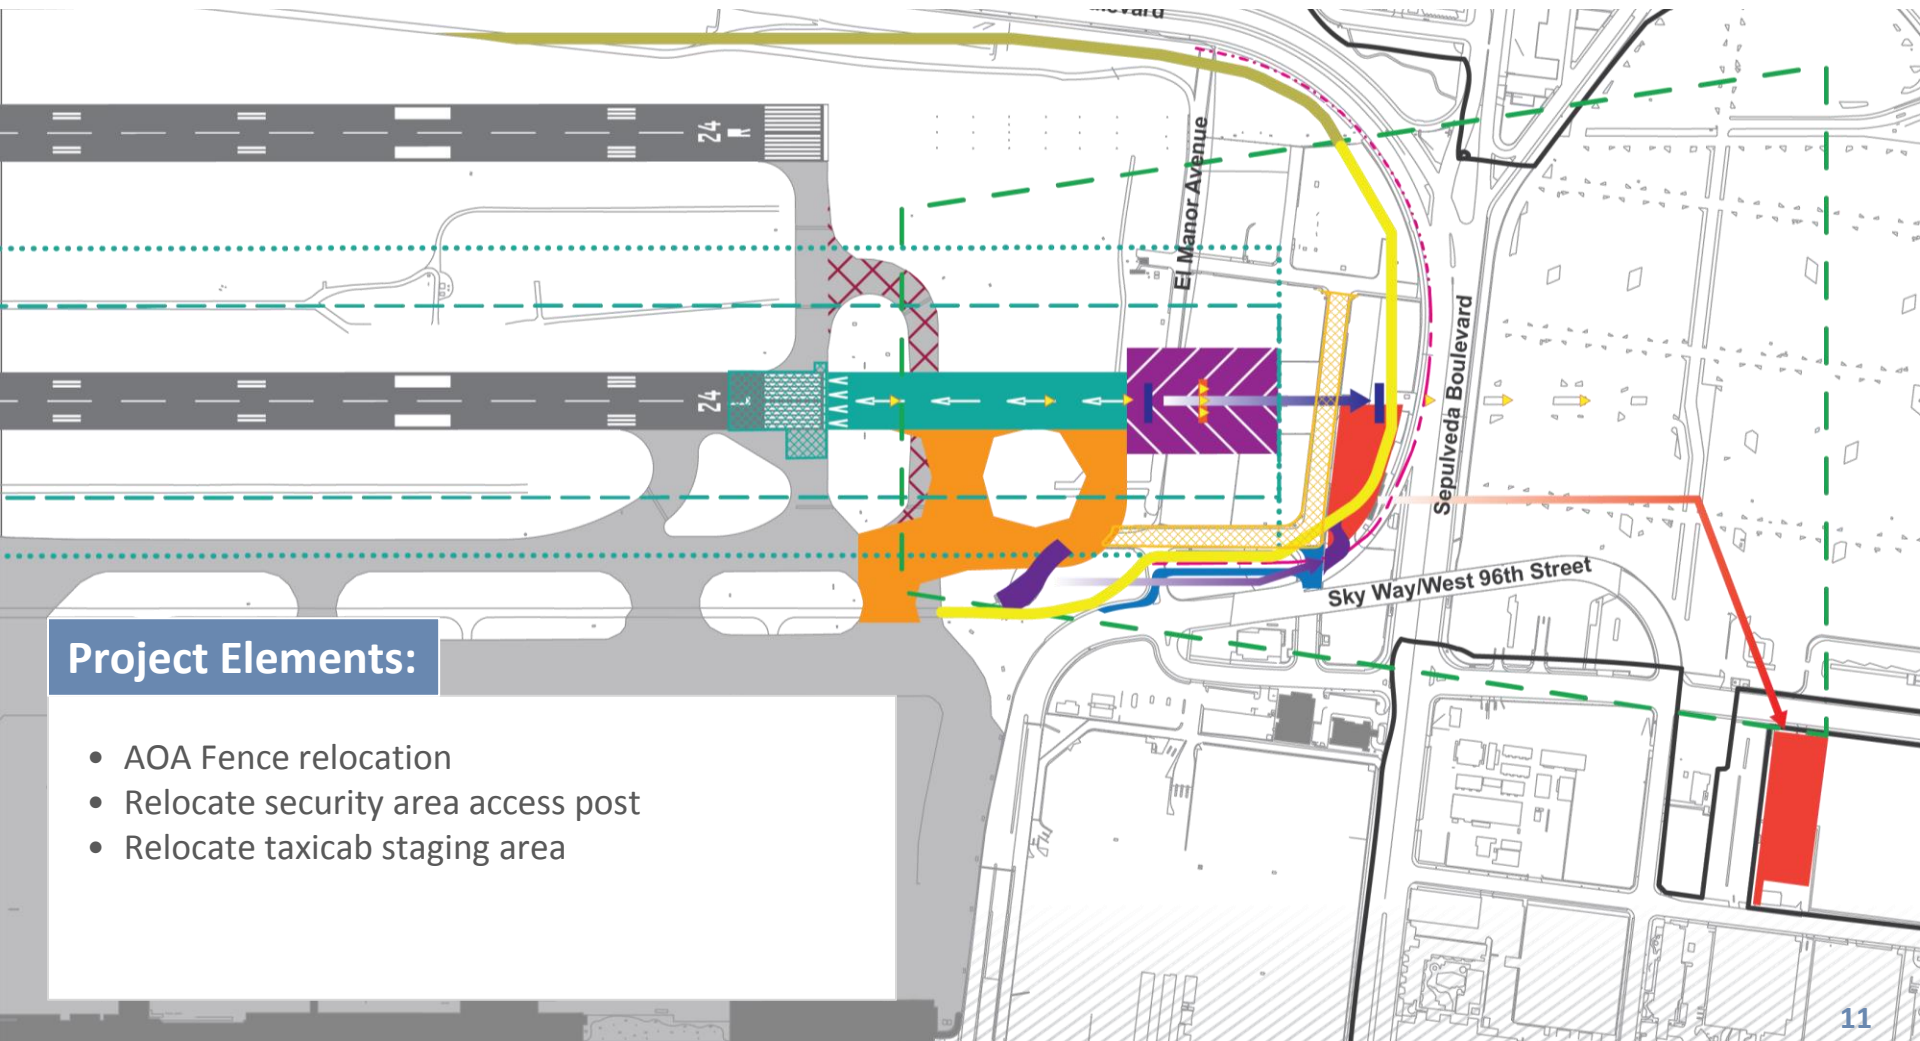 24
El Manor Avenue
24
Sepulveda Boulevard
Sky Way/West 96th Street
Project Elements:
• AOA Fence relocation
• Relocate security area access post
• Relocate taxicab staging area
11